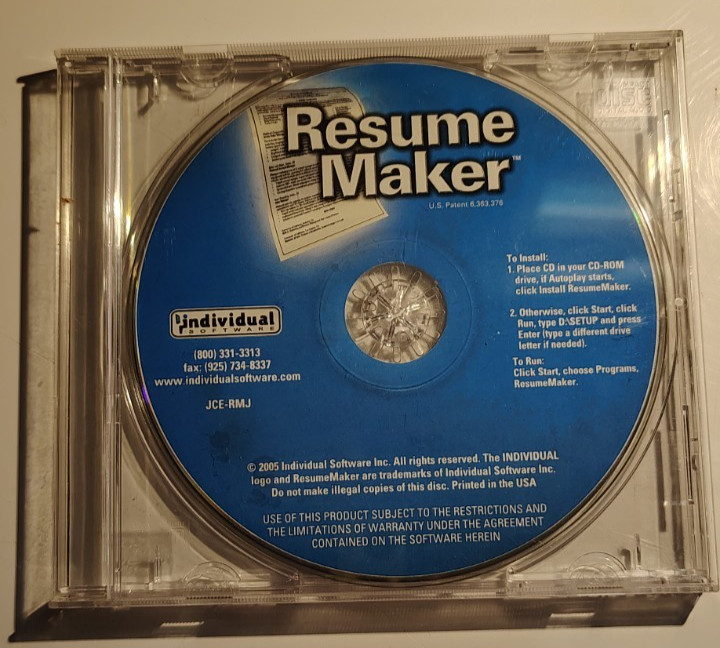 Resume
Maker™
U.S. Patent 6,363,376
To Install:
1. Place CD in your CD-ROM
drive, if Autoplay starts,
click Install ResumeMaker.
2. Otherwise, click Start, click
Run, type D:\SETUP and press
Enter (type a different drive
letter if needed).
To Run:
Click Start, choose Programs,
ResumeMaker.
individual
SOFTWARE
(800) 331-3313
fax: (925) 734-8337
www.individualsoftware.com
JCE-RMJ
© 2005 Individual Software Inc. All rights reserved. The INDIVIDUAL
logo and ResumeMaker are trademarks of Individual Software Inc.
Do not make illegal copies of this disc. Printed in the USA
USE OF THIS PRODUCT SUBJECT TO THE RESTRICTIONS AND
THE LIMITATIONS OF WARRANTY UNDER THE AGREEMENT
CONTAINED ON THE SOFTWARE HEREIN